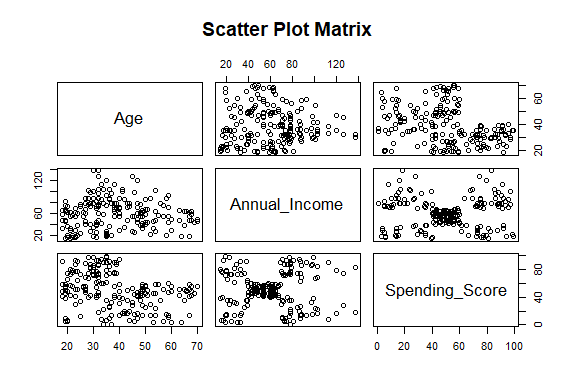 Scatter Plot Matrix
20 40 60 80 120
Age
20 40 60
20 60 120
Annual_Income
Spending_Score
0 40 80
20 30 40 50 60 70
0 20 40 60 80 100